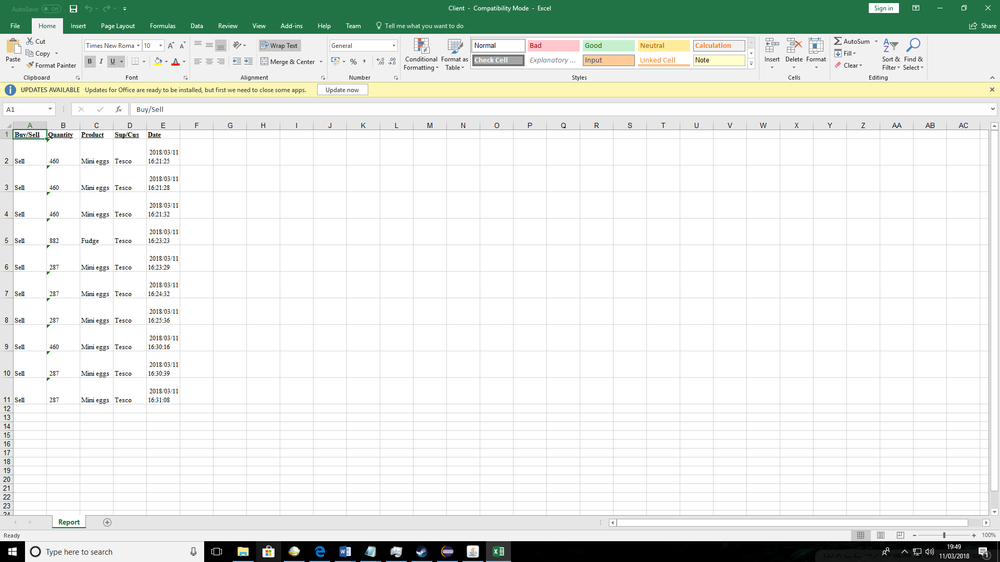 AutoSave Off
Client - Compatibility Mode - Excel
Sign in
File Home Insert Page Layout Formulas Data Review View Add-ins Help Team Tell me what you want to do Share
Paste
Cut
Copy
Format Painter
Clipboard
Times New Roma 10
B I U
Font
Wrap Text
Merge & Center
Alignment
General
Number
Conditional Formatting
Format as Table
Normal Bad Good Neutral Calculation
Check Cell Explanatory ... Input Linked Cell Note
Styles
Insert Delete Format
Cells
AutoSum
Fill
Clear
Sort & Filter
Find & Select
Editing
UPDATES AVAILABLE Updates for Office are ready to be installed, but first we need to close some apps. Update now
A1 fx Buy/Sell
A B C D E F G H I J K L M N O P Q R S T U V W X Y Z AA AB AC
1 Buy/Sell Quantity Product Sup/Cus Date
2 Sell 460 Mini eggs Tesco 2018/03/11 16:21:25
3 Sell 460 Mini eggs Tesco 2018/03/11 16:21:28
4 Sell 460 Mini eggs Tesco 2018/03/11 16:21:32
5 Sell 882 Fudge Tesco 2018/03/11 16:23:23
6 Sell 287 Mini eggs Tesco 2018/03/11 16:23:29
7 Sell 287 Mini eggs Tesco 2018/03/11 16:24:32
8 Sell 287 Mini eggs Tesco 2018/03/11 16:25:36
9 Sell 460 Mini eggs Tesco 2018/03/11 16:30:16
10 Sell 287 Mini eggs Tesco 2018/03/11 16:30:39
11 Sell 287 Mini eggs Tesco 2018/03/11 16:31:08
12
13
14
15
16
17
18
19
20
21
22
23
24
Report
Ready
100%
Type here to search
19:49
11/03/2018
1